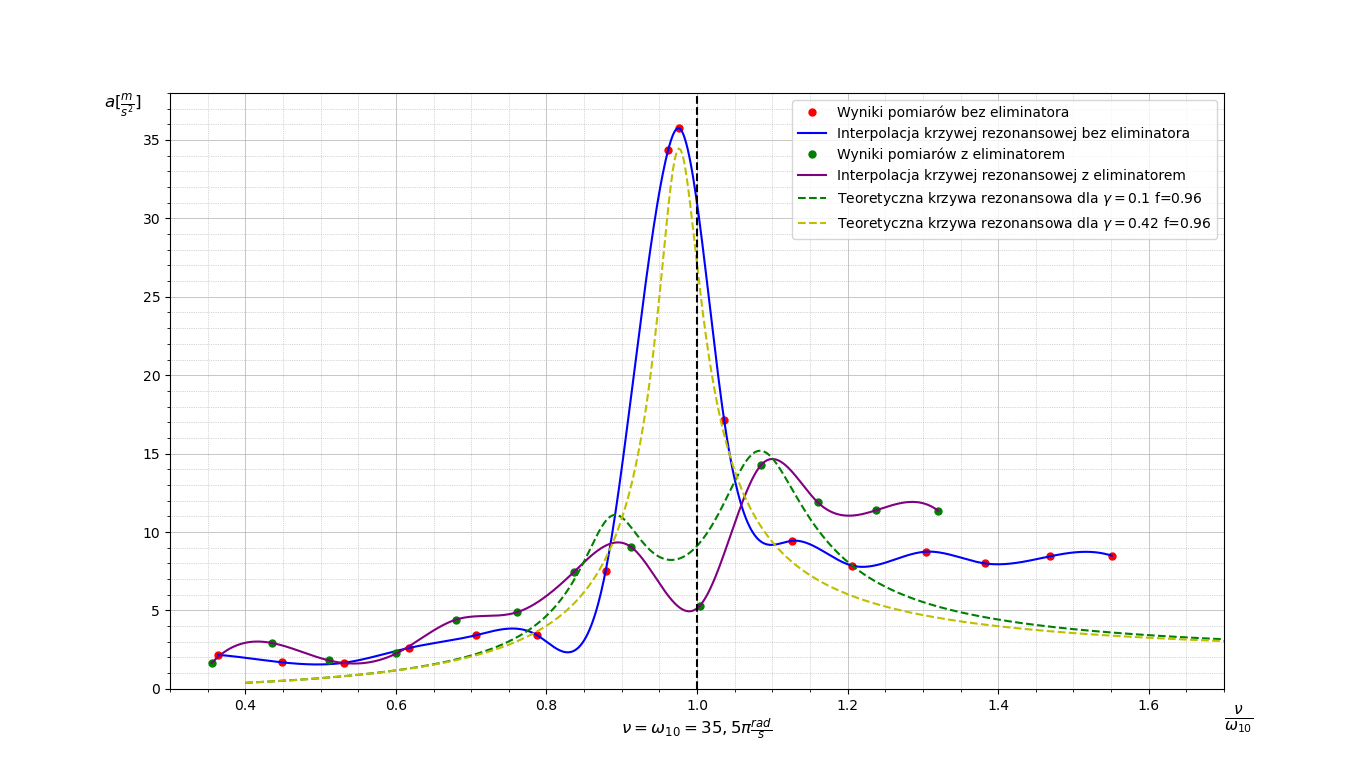 a[m/s²]
35
30
25
20
15
10
5
0
Wyniki pomiarów bez eliminatora
Interpolacja krzywej rezonansowej bez eliminatora
Wyniki pomiarów z eliminatorem
Interpolacja krzywej rezonansowej z eliminatorem
Teoretyczna krzywa rezonansowa dla γ = 0.1 f=0.96
Teoretyczna krzywa rezonansowa dla γ = 0.42 f=0.96
0.4 0.6 0.8 1.0 1.2 1.4 1.6
ν/ω₁₀
ν = ω₁₀ = 35, 5π rad/s